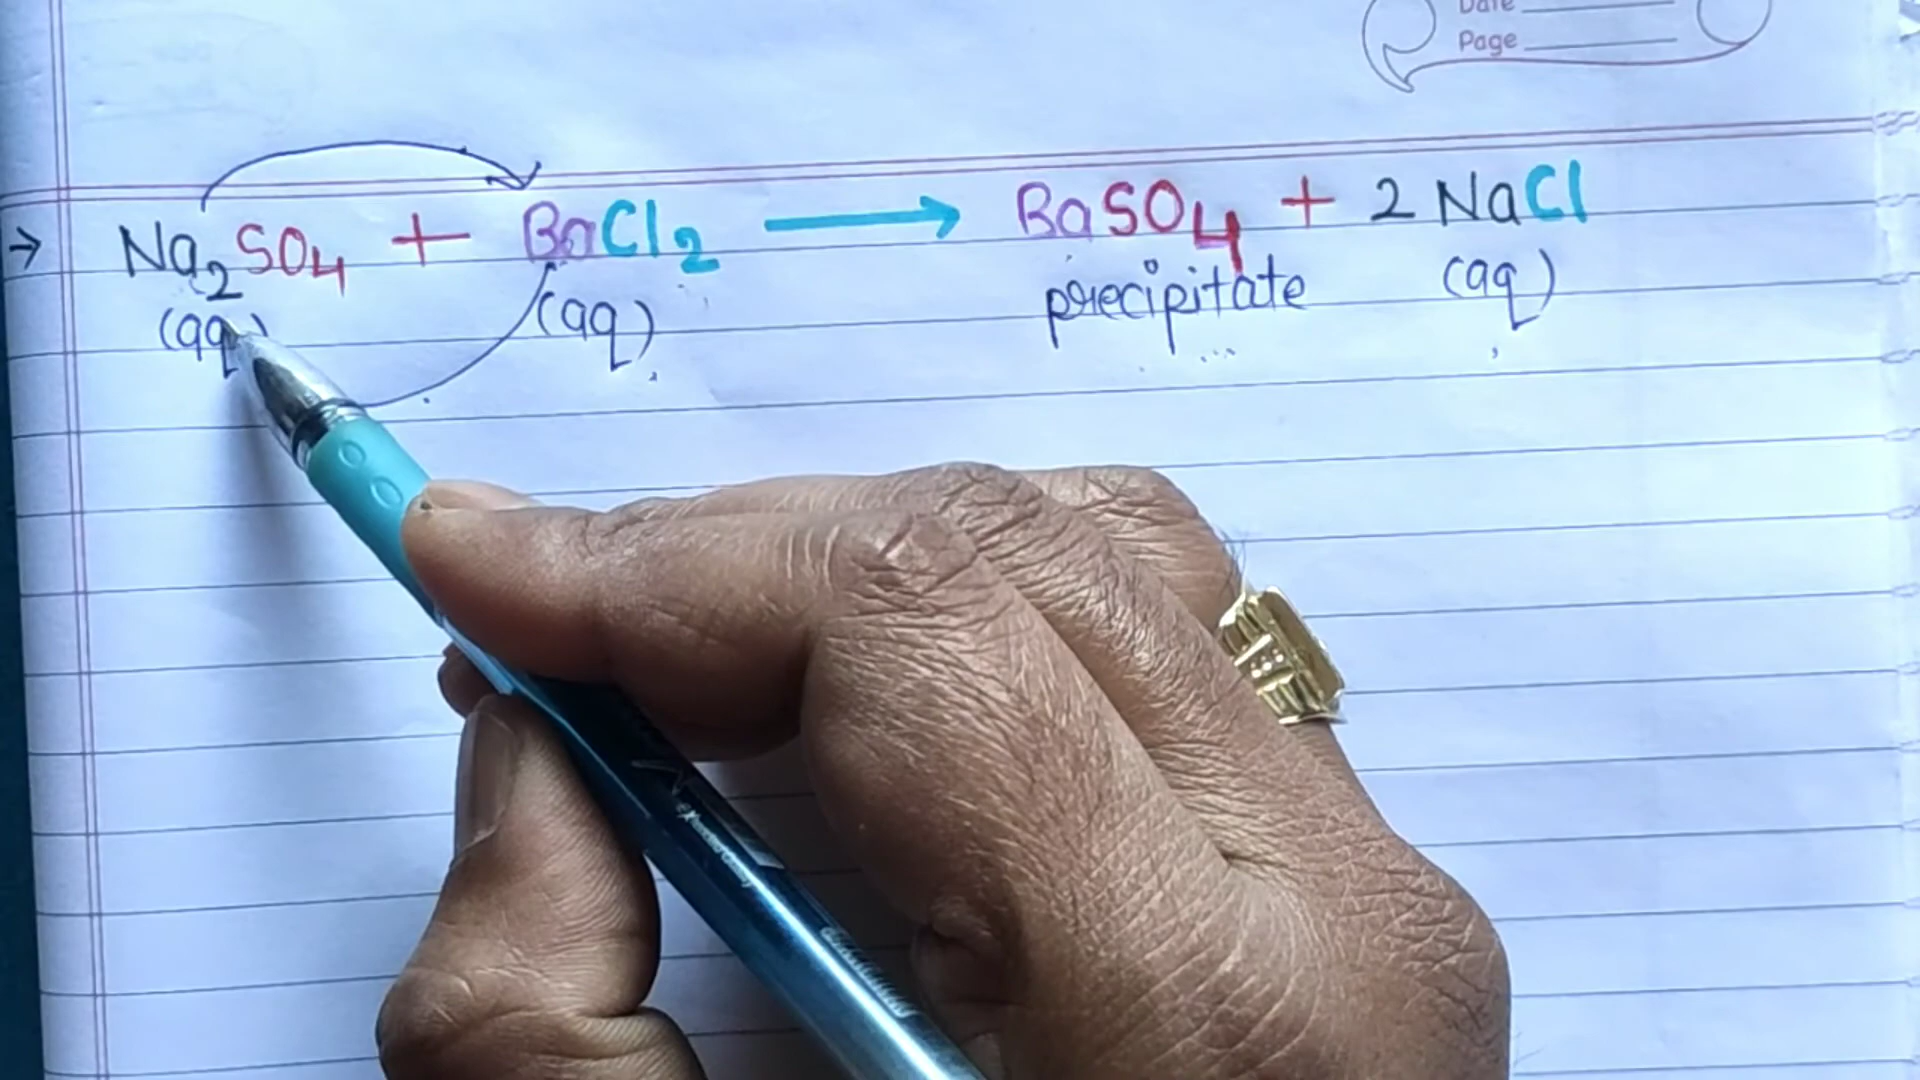 Date
Page
→ Na₂SO₄ + BaCl₂ ⟶ BaSO₄ + 2 NaCl
(aq) (aq) precipitate (aq)